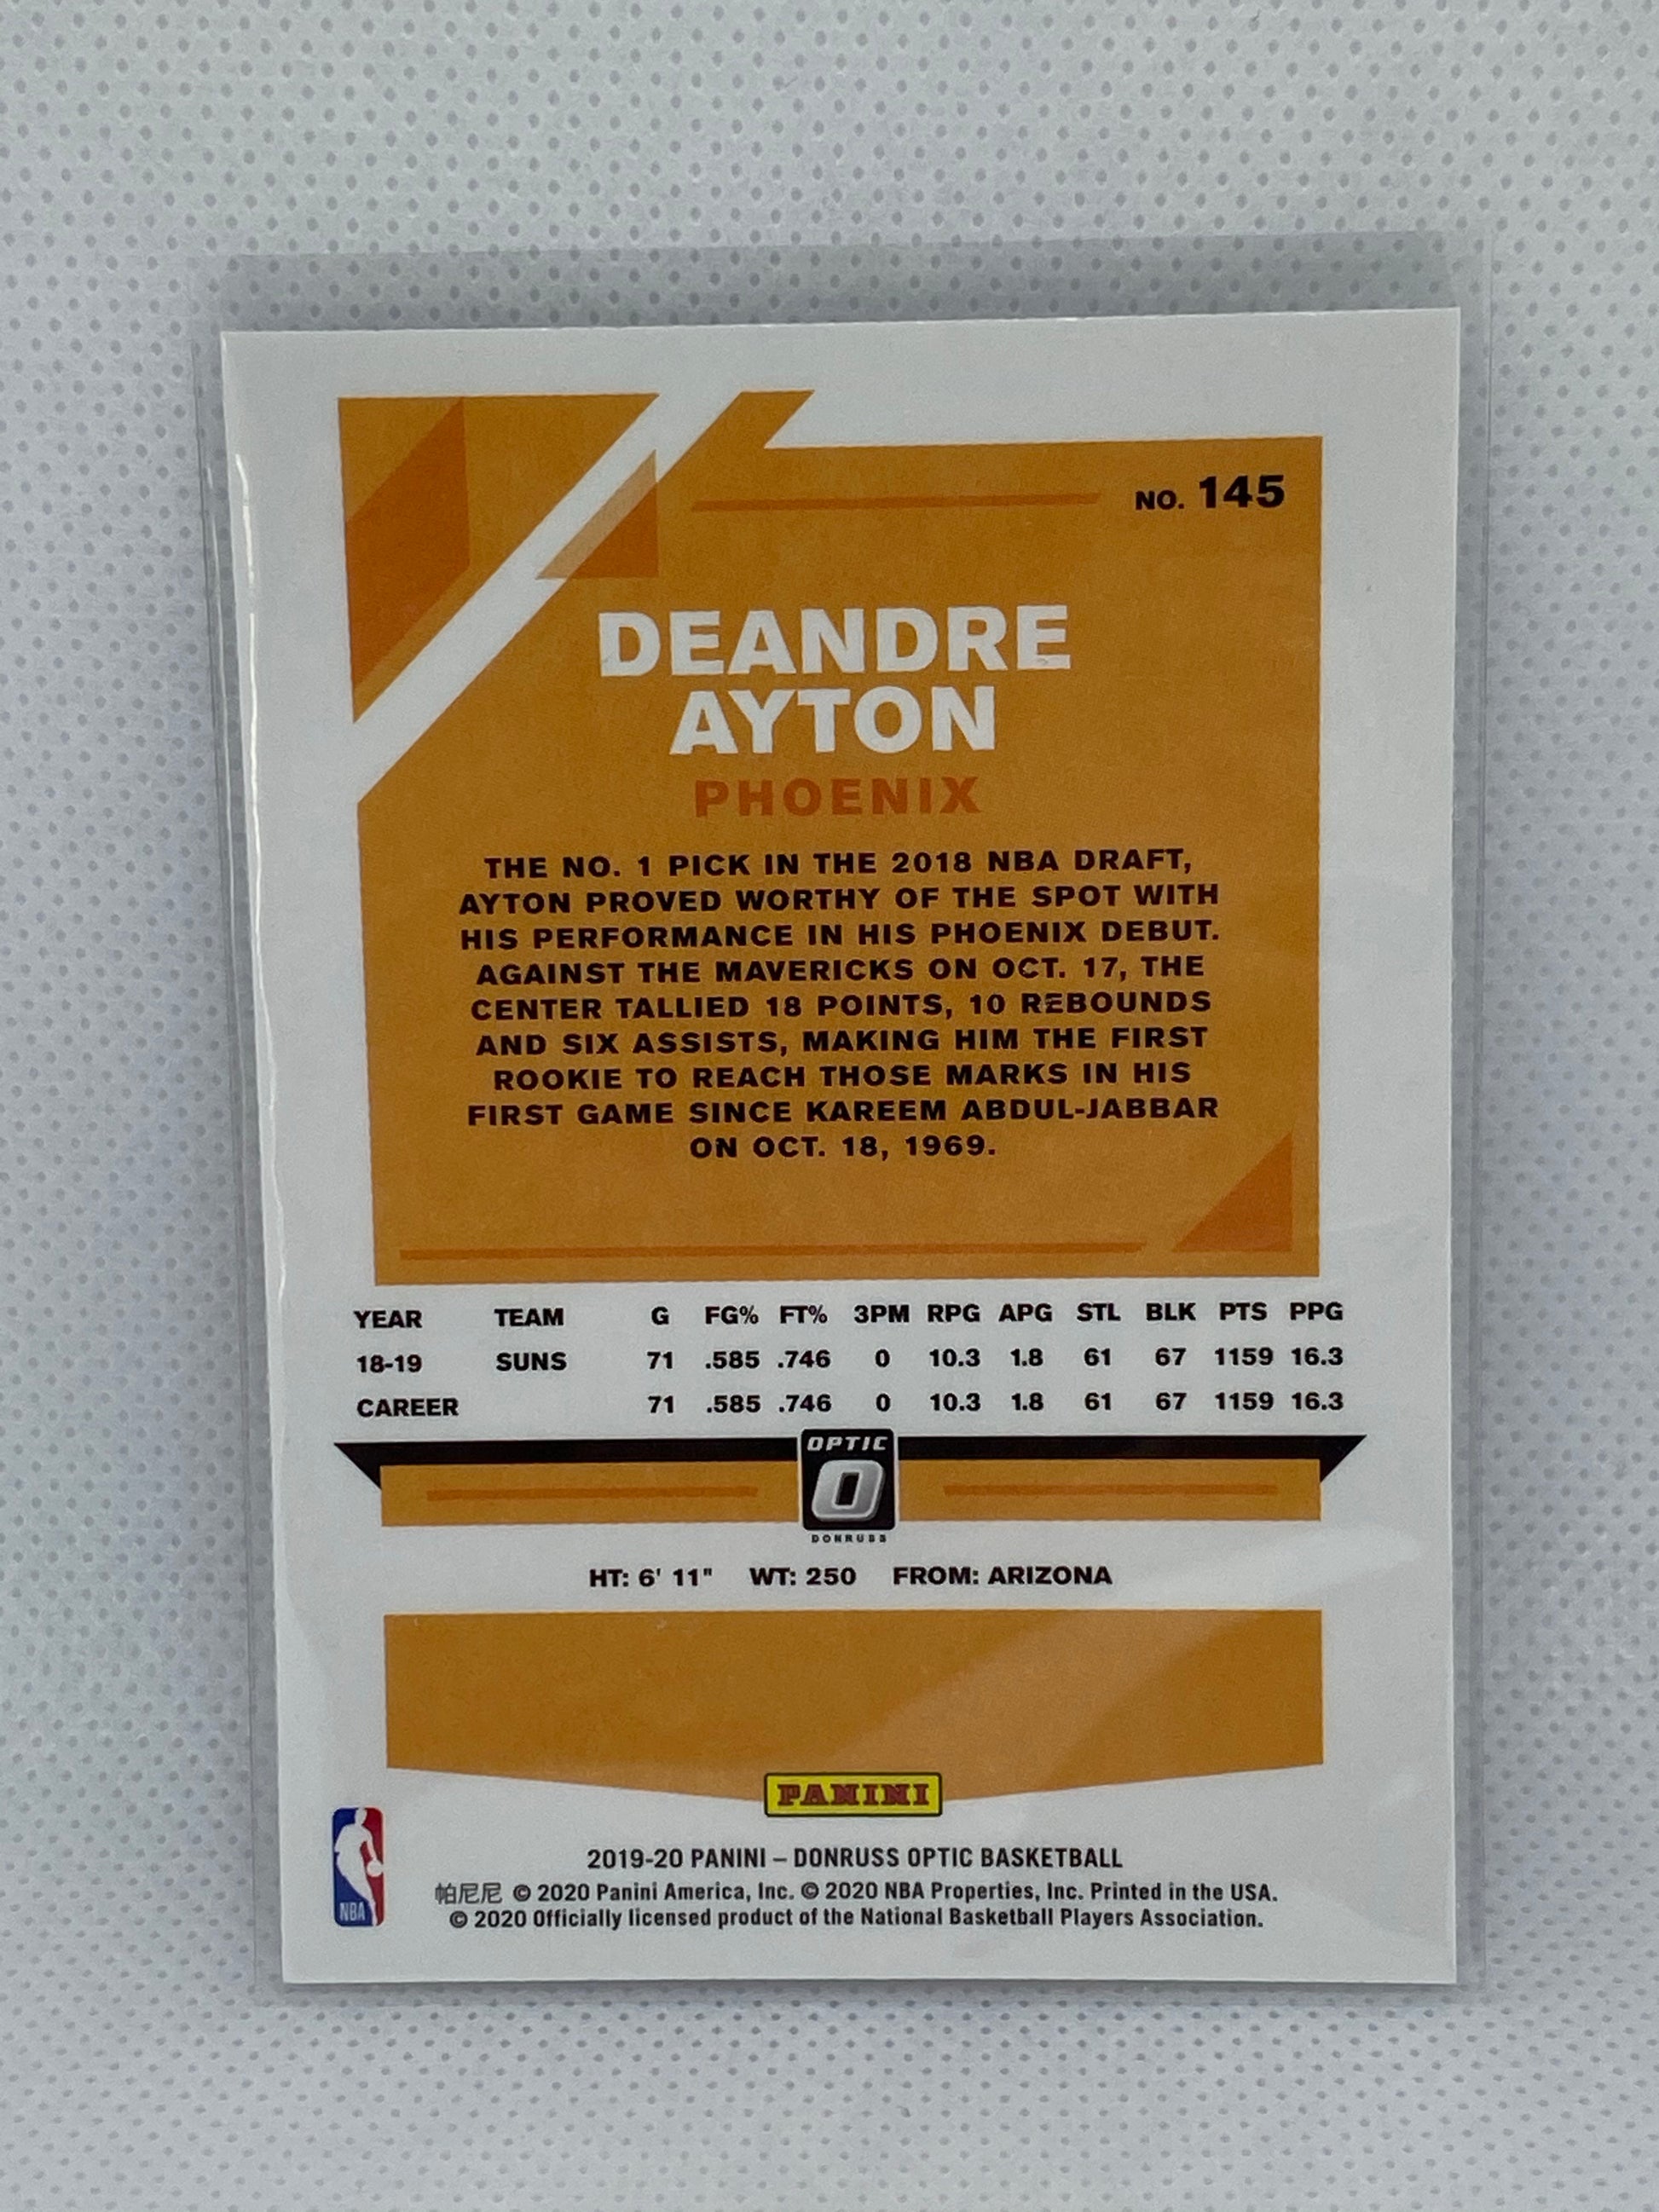 NO. 145
DEANDRE
AYTON
PHOENIX
THE NO. 1 PICK IN THE 2018 NBA DRAFT,
AYTON PROVED WORTHY OF THE SPOT WITH
HIS PERFORMANCE IN HIS PHOENIX DEBUT.
AGAINST THE MAVERICKS ON OCT. 17, THE
CENTER TALLIED 18 POINTS, 10 REBOUNDS
AND SIX ASSISTS, MAKING HIM THE FIRST
ROOKIE TO REACH THOSE MARKS IN HIS
FIRST GAME SINCE KAREEM ABDUL-JABBAR
ON OCT. 18, 1969.
YEAR TEAM G FG% FT% 3PM RPG APG STL BLK PTS PPG
18-19 SUNS 71 .585 .746 0 10.3 1.8 61 67 1159 16.3
CAREER 71 .585 .746 0 10.3 1.8 61 67 1159 16.3
OPTIC
O
DONRUSS
HT: 6' 11" WT: 250 FROM: ARIZONA
PANINI
NBA
2019-20 PANINI – DONRUSS OPTIC BASKETBALL
帕尼尼 © 2020 Panini America, Inc. © 2020 NBA Properties, Inc. Printed in the USA.
© 2020 Officially licensed product of the National Basketball Players Association.